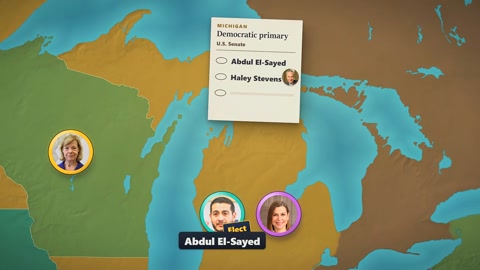 MICHIGAN
Democratic primary
U.S. Senate
Abdul El-Sayed
Haley Stevens
Elect
Abdul El-Sayed